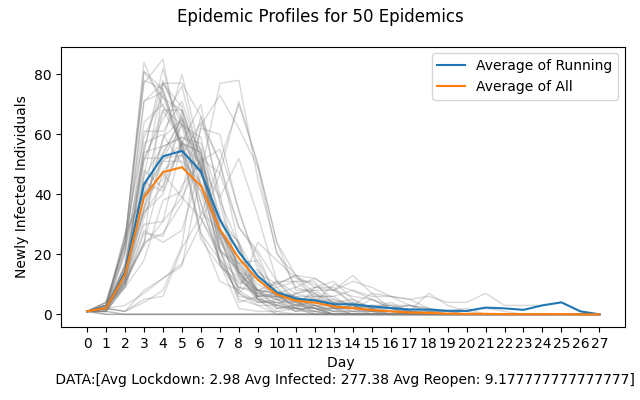 Epidemic Profiles for 50 Epidemics
Average of Running
Average of All
Newly Infected Individuals
80
60
40
20
0
0 1 2 3 4 5 6 7 8 9 10 11 12 13 14 15 16 17 18 19 20 21 22 23 24 25 26 27
Day
DATA:[Avg Lockdown: 2.98 Avg Infected: 277.38 Avg Reopen: 9.177777777777777]